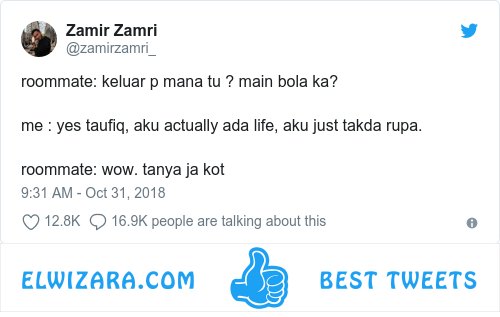 Zamir Zamri
@zamirzamri_
roommate: keluar p mana tu ? main bola ka?
me : yes taufiq, aku actually ada life, aku just takda rupa.
roommate: wow. tanya ja kot
9:31 AM - Oct 31, 2018
12.8K 16.9K people are talking about this
ELWIZARA.COM BEST TWEETS